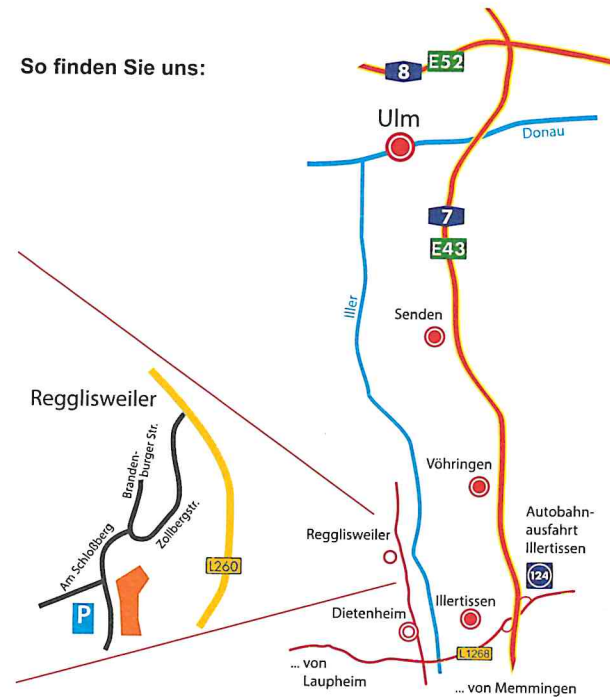 So finden Sie uns:
8
E52
Ulm
Donau
7
E43
Iller
Senden
Regglisweiler
Branden-
burger Str.
Zollbergstr.
Am Schloßberg
L260
P
Vöhringen
Autobahn-
ausfahrt
Illertissen
124
Regglisweiler
Dietenheim
Illertissen
L1268
... von
Laupheim
... von Memmingen